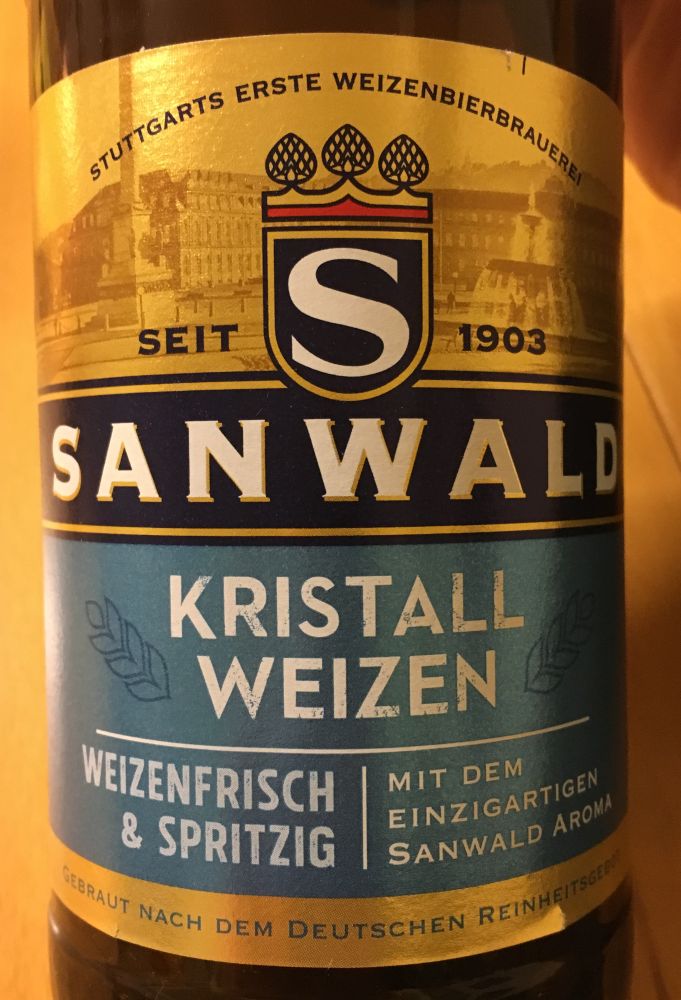 STUTTGARTS ERSTE WEIZENBIERBRAUEREI
S
SEIT 1903
SANWALD
KRISTALL
WEIZEN
WEIZENFRISCH
& SPRITZIG
MIT DEM
EINZIGARTIGEN
SANWALD AROMA
GEBRAUT NACH DEM DEUTSCHEN REINHEITSGEBOT